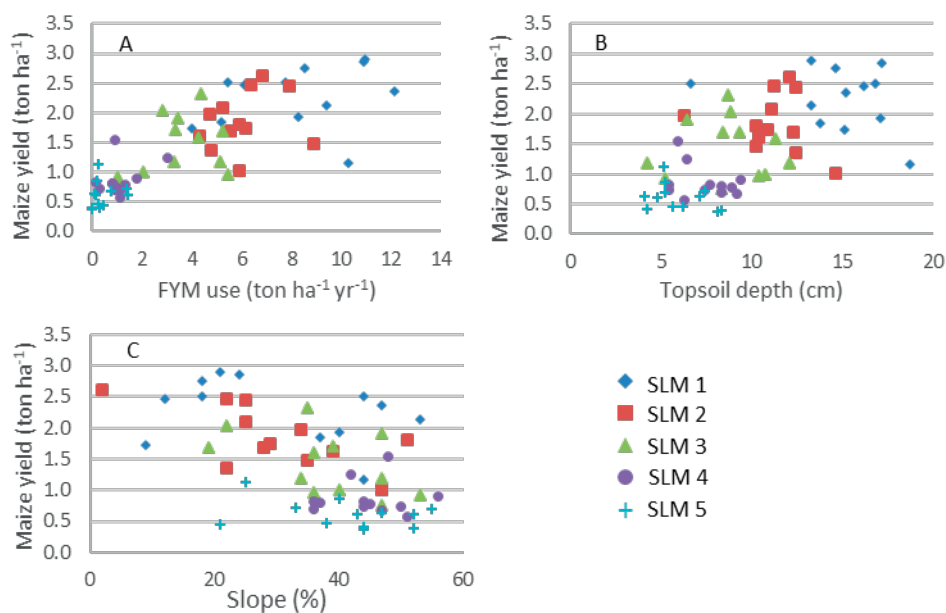 A
Maize yield (ton ha⁻¹)
3.5
3.0
2.5
2.0
1.5
1.0
0.5
0.0
0 2 4 6 8 10 12 14
FYM use (ton ha⁻¹ yr⁻¹)
B
Maize yield (ton ha⁻¹)
3.5
3.0
2.5
2.0
1.5
1.0
0.5
0.0
0 5 10 15 20
Topsoil depth (cm)
C
Maize yield (ton ha⁻¹)
3.5
3.0
2.5
2.0
1.5
1.0
0.5
0.0
0 20 40 60
Slope (%)
SLM 1
SLM 2
SLM 3
SLM 4
SLM 5